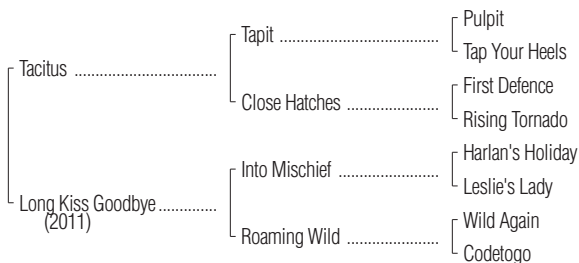 Pulpit
Tapit ........................................
Tap Your Heels
Tacitus ...................................
First Defence
Close Hatches .......................
Rising Tornado
Harlan's Holiday
Into Mischief .........................
Leslie's Lady
Long Kiss Goodbye ..............
(2011)
Wild Again
Roaming Wild .......................
Codetogo